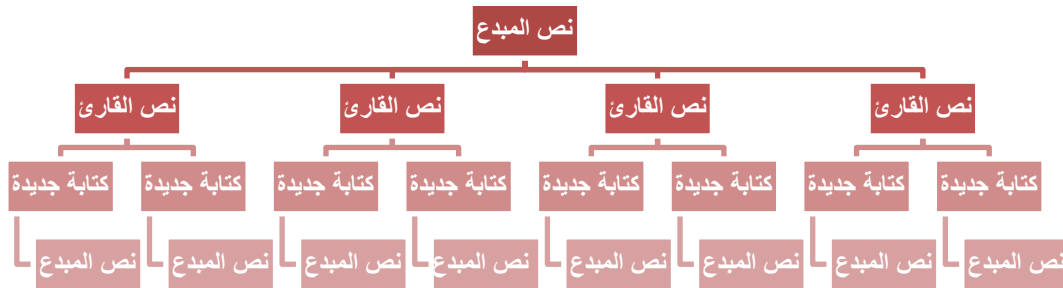 نص المبدع
نص القارئ نص القارئ نص القارئ نص القارئ
كتابة جديدة كتابة جديدة كتابة جديدة كتابة جديدة كتابة جديدة كتابة جديدة كتابة جديدة كتابة جديدة
نص المبدع نص المبدع نص المبدع نص المبدع نص المبدع نص المبدع نص المبدع نص المبدع